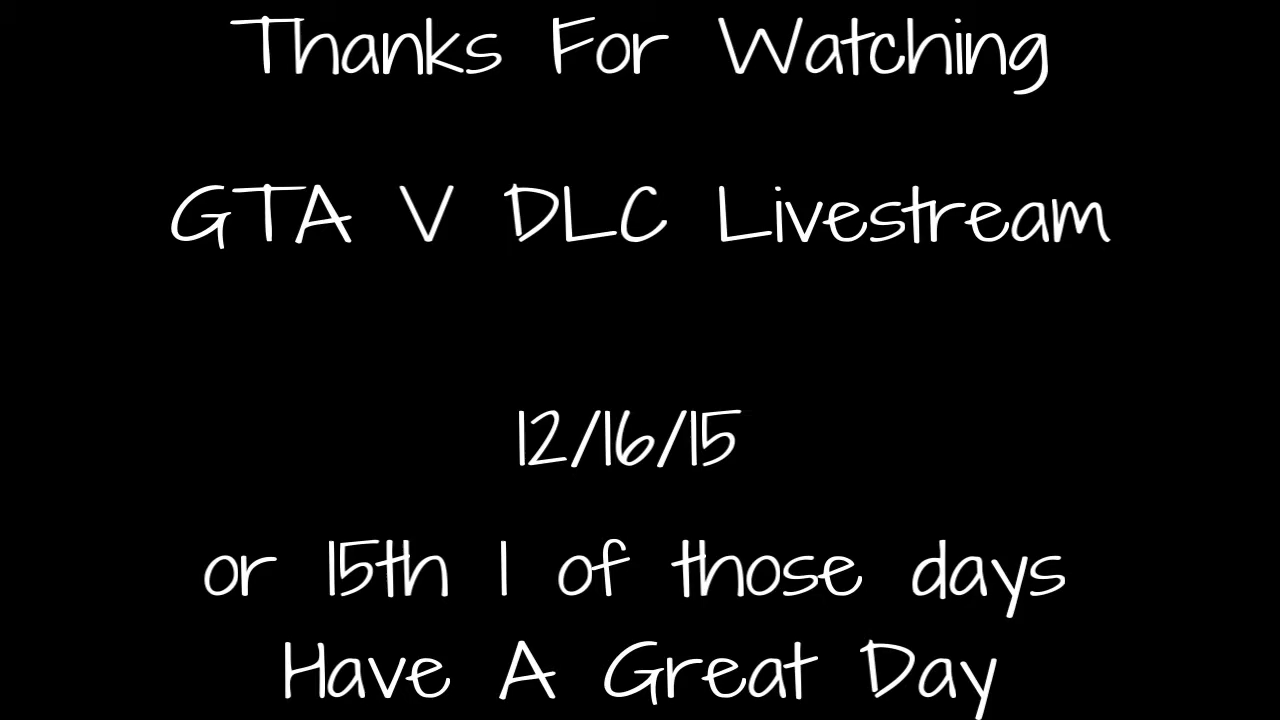 Thanks For Watching
GTA V DLC Livestream
12/16/15
or 15th 1 of those days
Have A Great Day